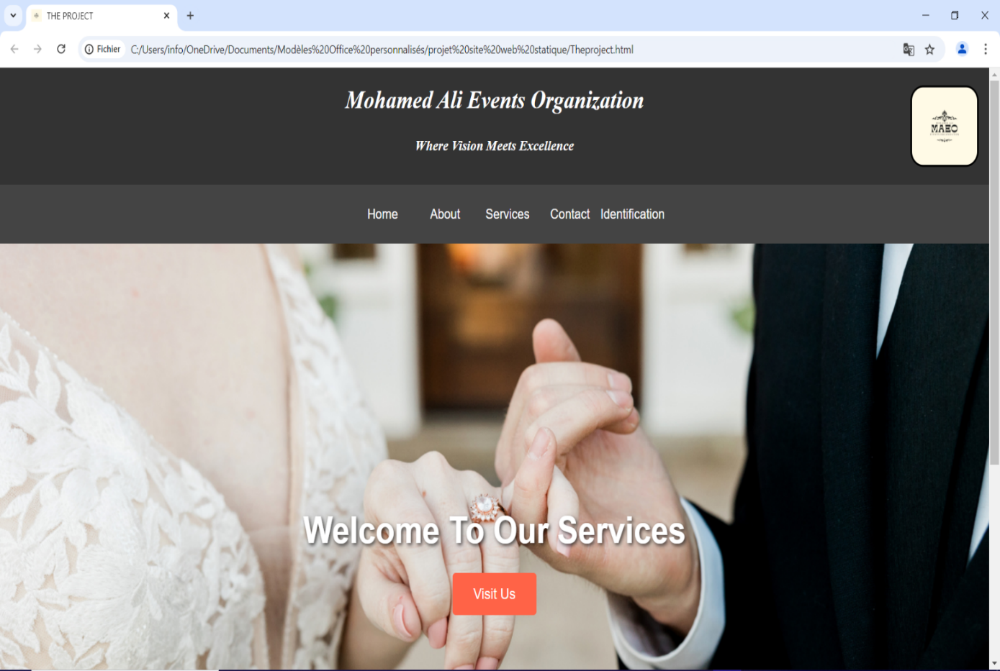 THE PROJECT
Fichier
C:/Users/info/OneDrive/Documents/Modèles%20Office%20personnalisés/projet%20site%20web%20statique/Theproject.html
Mohamed Ali Events Organization
Where Vision Meets Excellence
MAEO
Home About Services Contact Identification
Welcome To Our Services
Visit Us